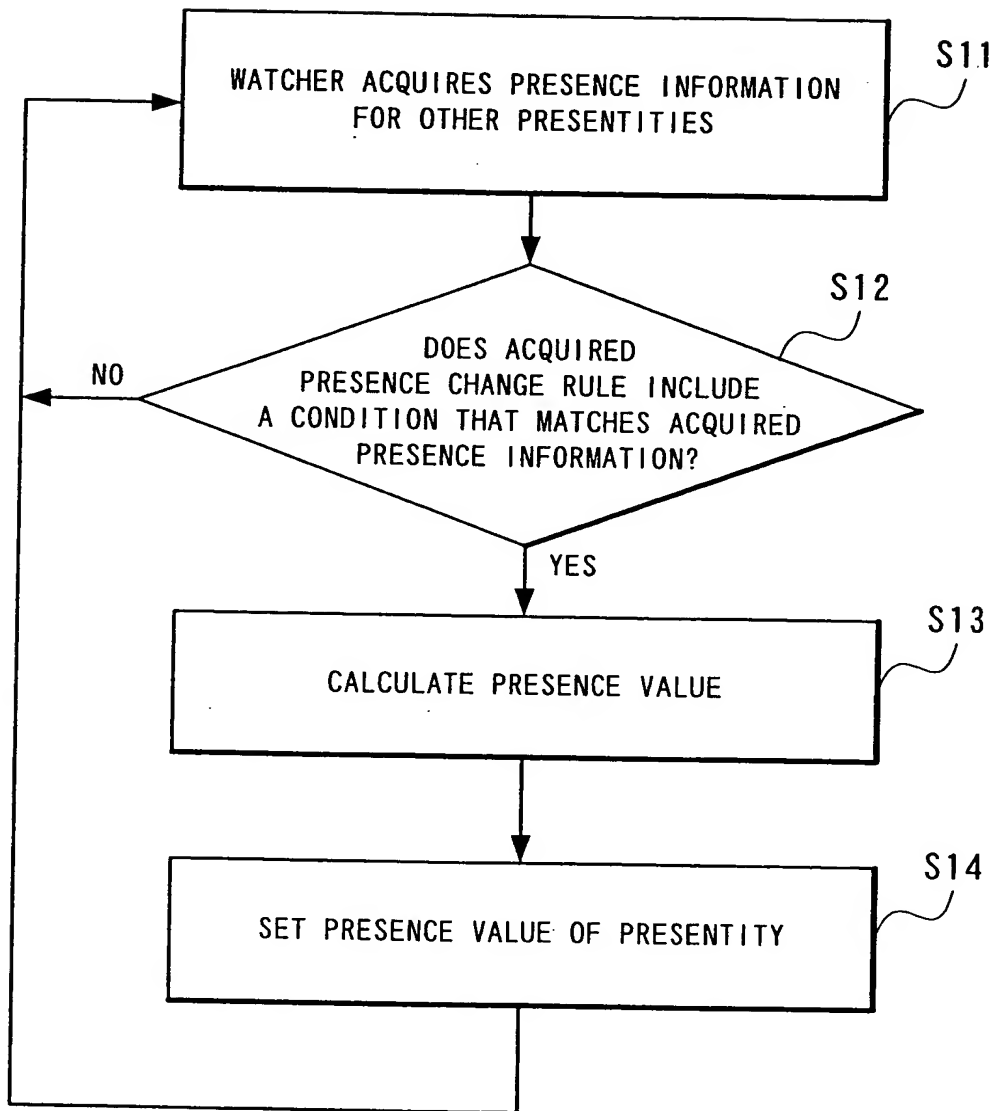 S11
WATCHER ACQUIRES PRESENCE INFORMATION
FOR OTHER PRESENTITIES
S12
DOES ACQUIRED
PRESENCE CHANGE RULE INCLUDE
A CONDITION THAT MATCHES ACQUIRED
PRESENCE INFORMATION?
NO
YES
S13
CALCULATE PRESENCE VALUE
S14
SET PRESENCE VALUE OF PRESENTITY